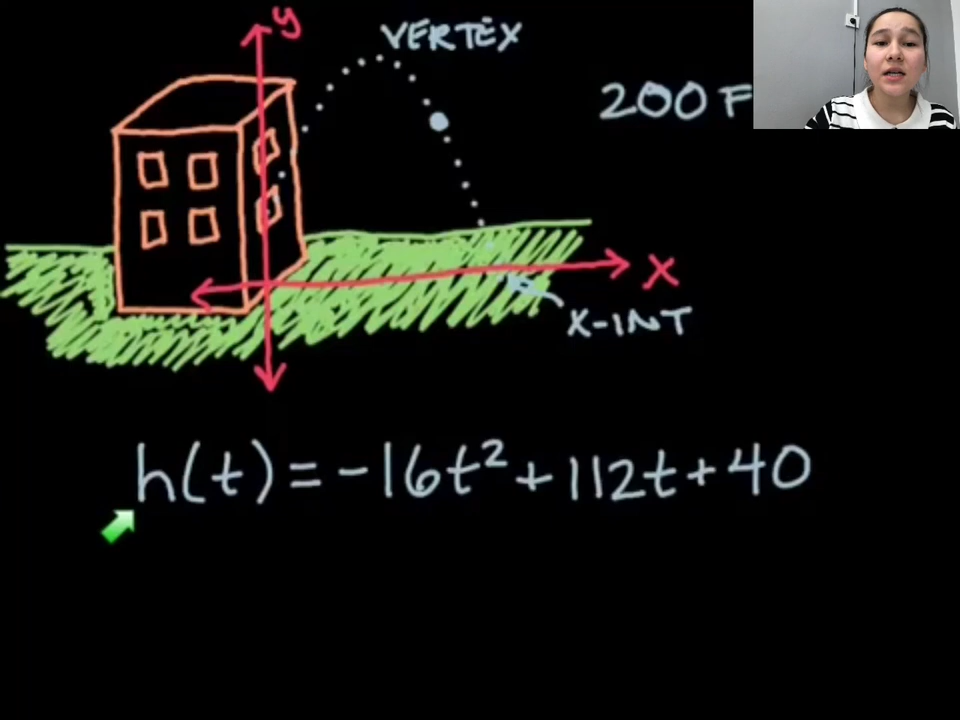 y
VERTEX
200 F
X
X-INT
h(t) = -16t² + 112t + 40